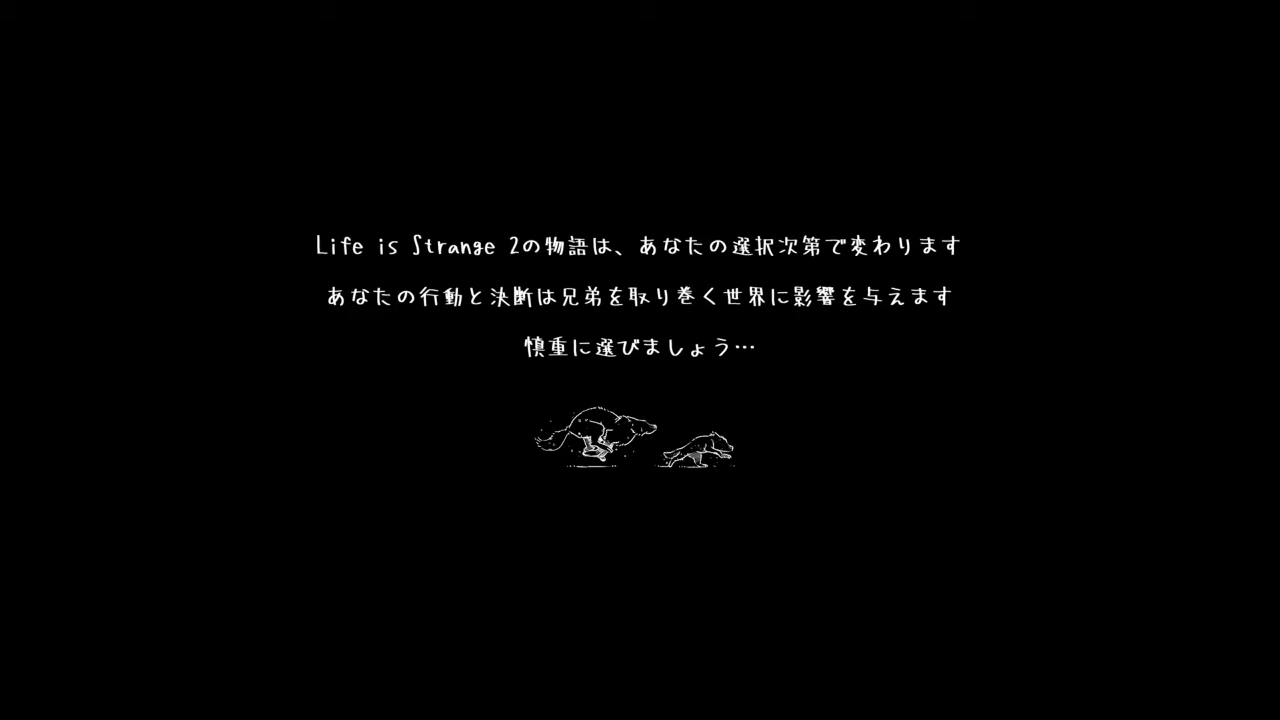 Life is Strange 2の物語は、あなたの選択次第で変わります
あなたの行動と決断は兄弟を取り巻く世界に影響を与えます
慎重に選びましょう…